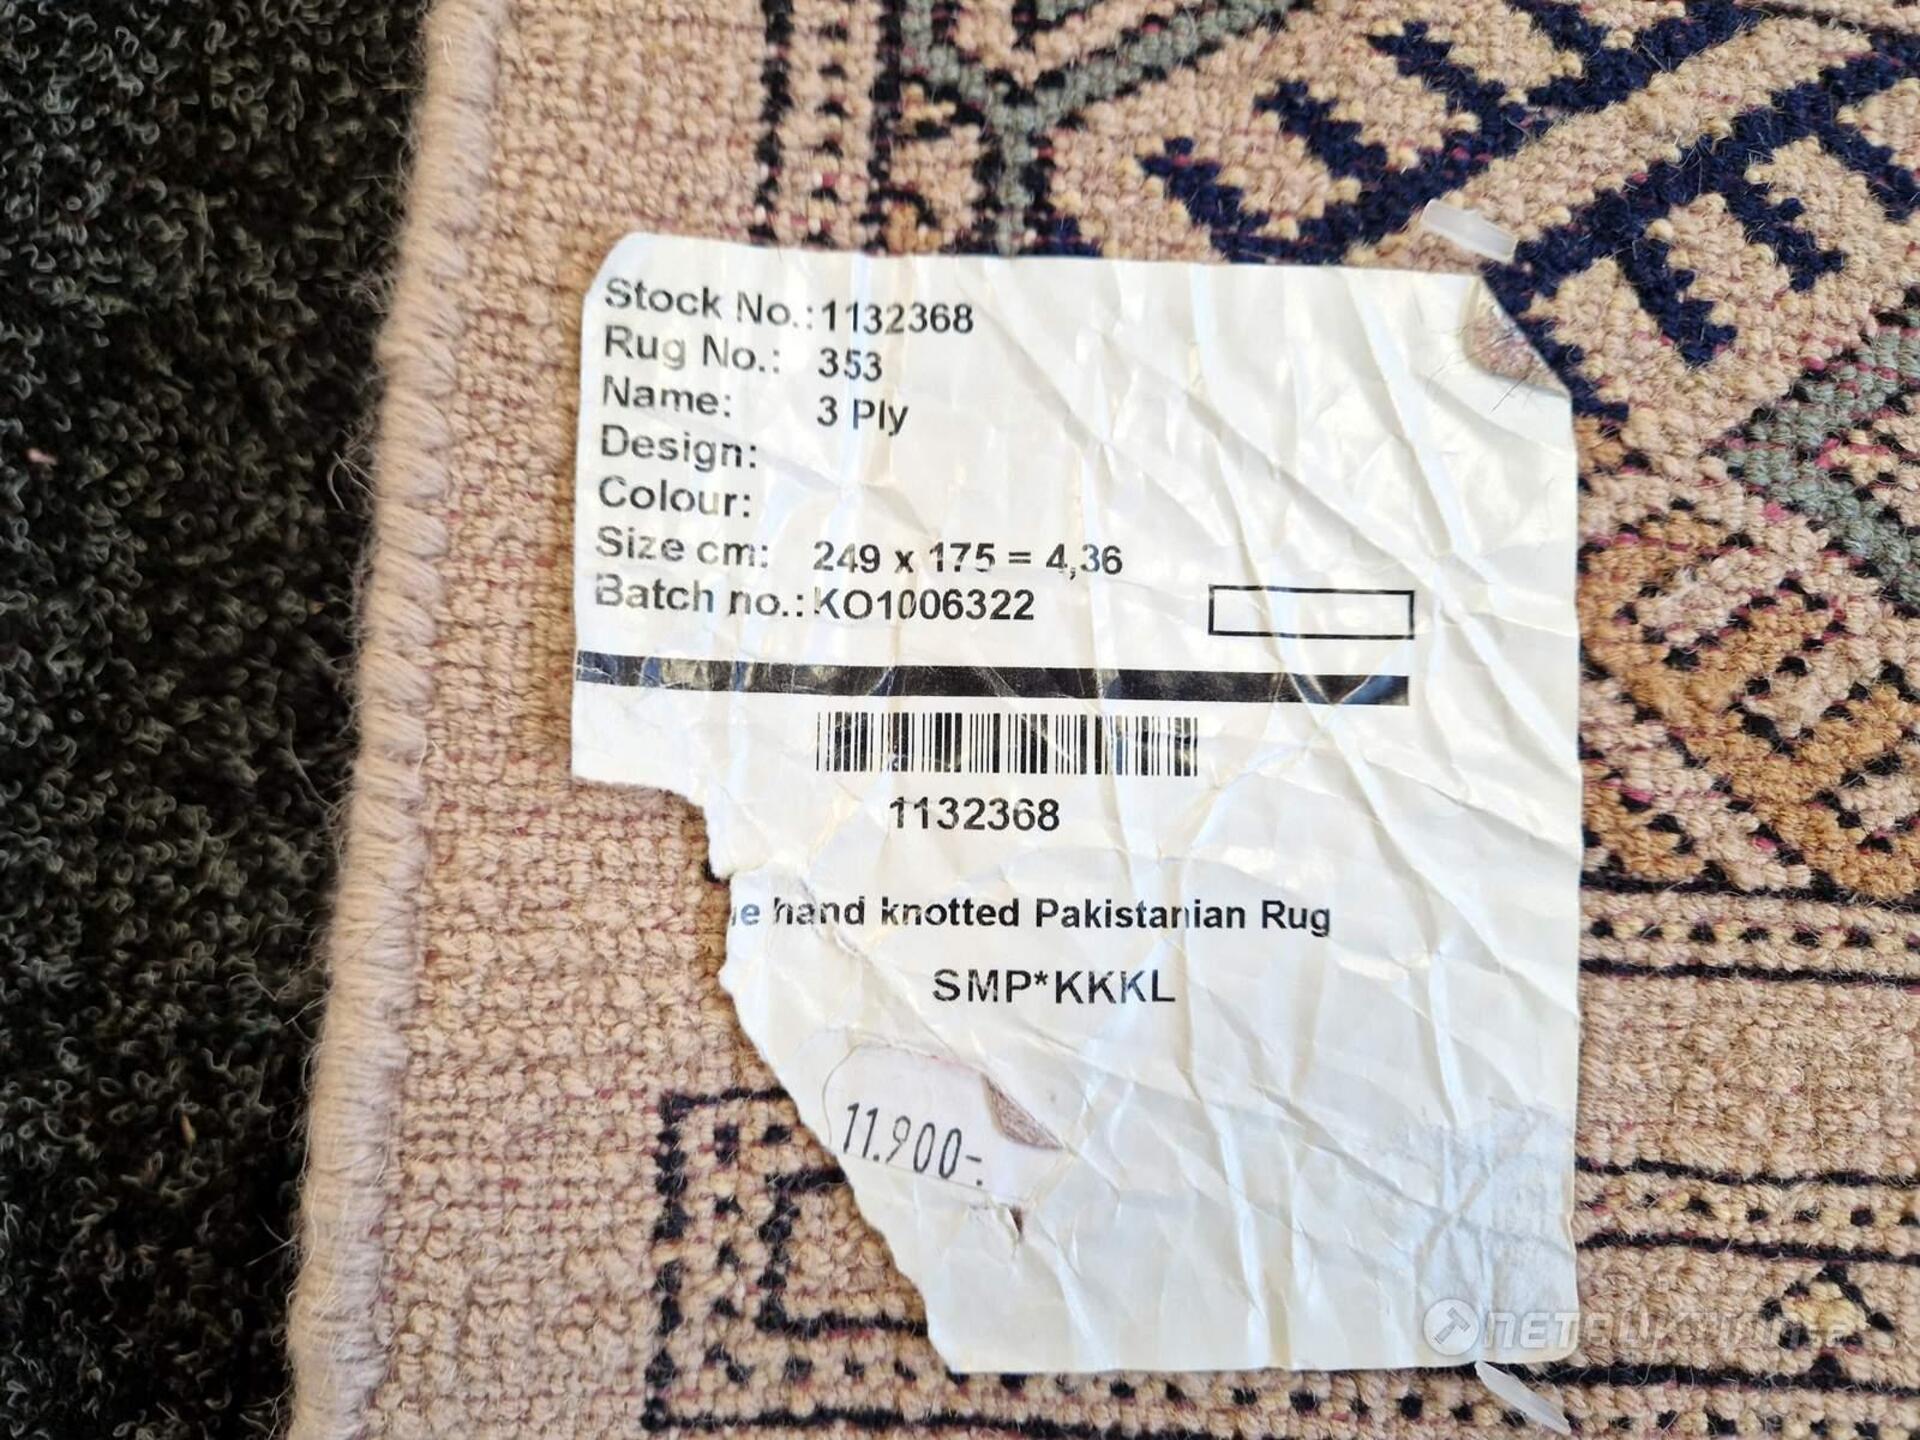 Stock No.: 1132368
Rug No.: 353
Name: 3 Ply
Design:
Colour:
Size cm: 249 x 175 = 4,36
Batch no.: KO1006322
1132368
hand knotted Pakistanian Rug
SMP*KKKL
11.900-: